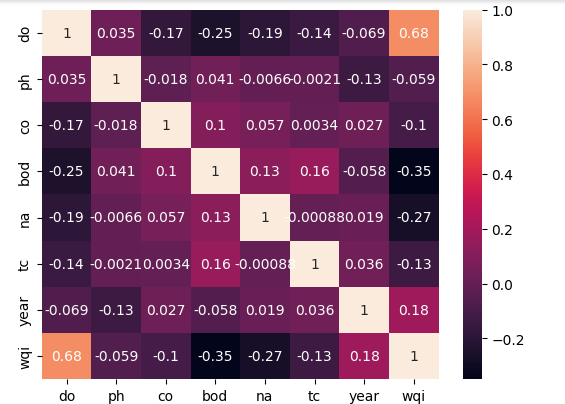 do 1 0.035 -0.17 -0.25 -0.19 -0.14 -0.069 0.68
ph 0.035 1 -0.018 0.041 -0.0066 -0.0021 -0.13 -0.059
co -0.17 -0.018 1 0.1 0.057 0.0034 0.027 -0.1
bod -0.25 0.041 0.1 1 0.13 0.16 -0.058 -0.35
na -0.19 -0.0066 0.057 0.13 1 0.00088 0.019 -0.27
tc -0.14 -0.0021 0.0034 0.16 -0.00088 1 0.036 -0.13
year -0.069 -0.13 0.027 -0.058 0.019 0.036 1 0.18
wqi 0.68 -0.059 -0.1 -0.35 -0.27 -0.13 0.18 1
do ph co bod na tc year wqi
1.0
0.8
0.6
0.4
0.2
0.0
−0.2